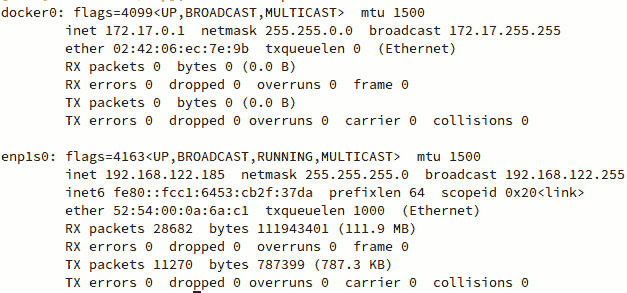 docker0: flags=4099<UP,BROADCAST,MULTICAST>  mtu 1500
        inet 172.17.0.1  netmask 255.255.0.0  broadcast 172.17.255.255
        ether 02:42:06:ec:7e:9b  txqueuelen 0  (Ethernet)
        RX packets 0  bytes 0 (0.0 B)
        RX errors 0  dropped 0  overruns 0  frame 0
        TX packets 0  bytes 0 (0.0 B)
        TX errors 0  dropped 0 overruns 0  carrier 0  collisions 0

enp1s0: flags=4163<UP,BROADCAST,RUNNING,MULTICAST>  mtu 1500
        inet 192.168.122.185  netmask 255.255.255.0  broadcast 192.168.122.255
        inet6 fe80::fcc1:6453:cb2f:37da  prefixlen 64  scopeid 0x20<link>
        ether 52:54:00:0a:6a:c1  txqueuelen 1000  (Ethernet)
        RX packets 28682  bytes 111943401 (111.9 MB)
        RX errors 0  dropped 0  overruns 0  frame 0
        TX packets 11270  bytes 787399 (787.3 KB)
        TX errors 0  dropped 0 overruns 0  carrier 0  collisions 0